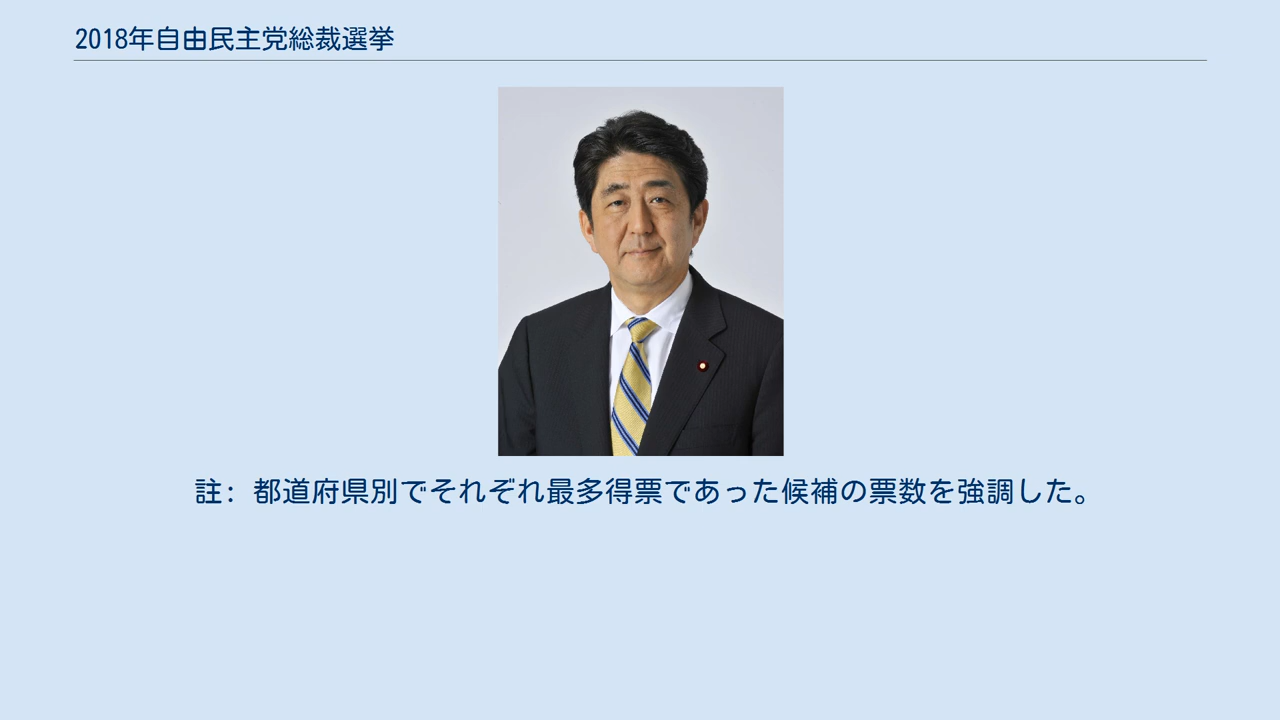 2018年自由民主党総裁選挙
註: 都道府県別でそれぞれ最多得票であった候補の票数を強調した。